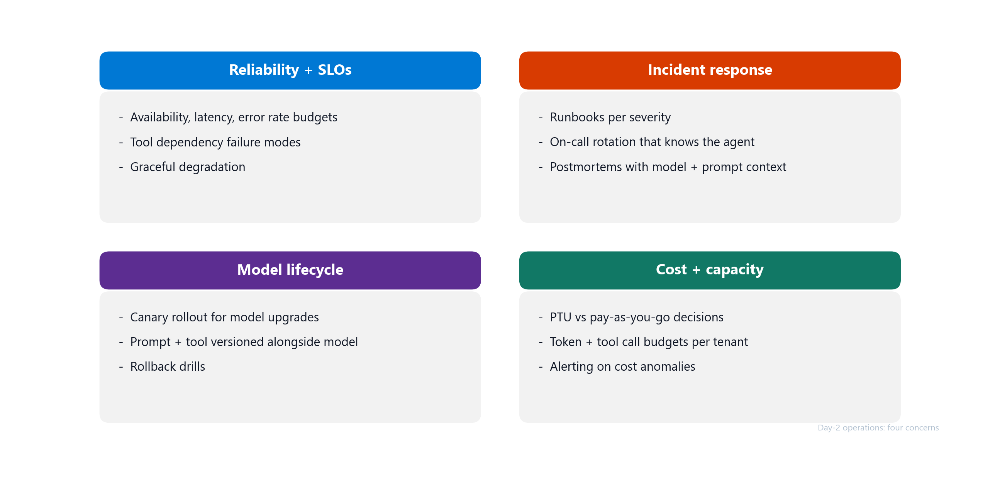 Reliability + SLOs
- Availability, latency, error rate budgets
- Tool dependency failure modes
- Graceful degradation
Incident response
- Runbooks per severity
- On-call rotation that knows the agent
- Postmortems with model + prompt context
Model lifecycle
- Canary rollout for model upgrades
- Prompt + tool versioned alongside model
- Rollback drills
Cost + capacity
- PTU vs pay-as-you-go decisions
- Token + tool call budgets per tenant
- Alerting on cost anomalies
Day-2 operations: four concerns